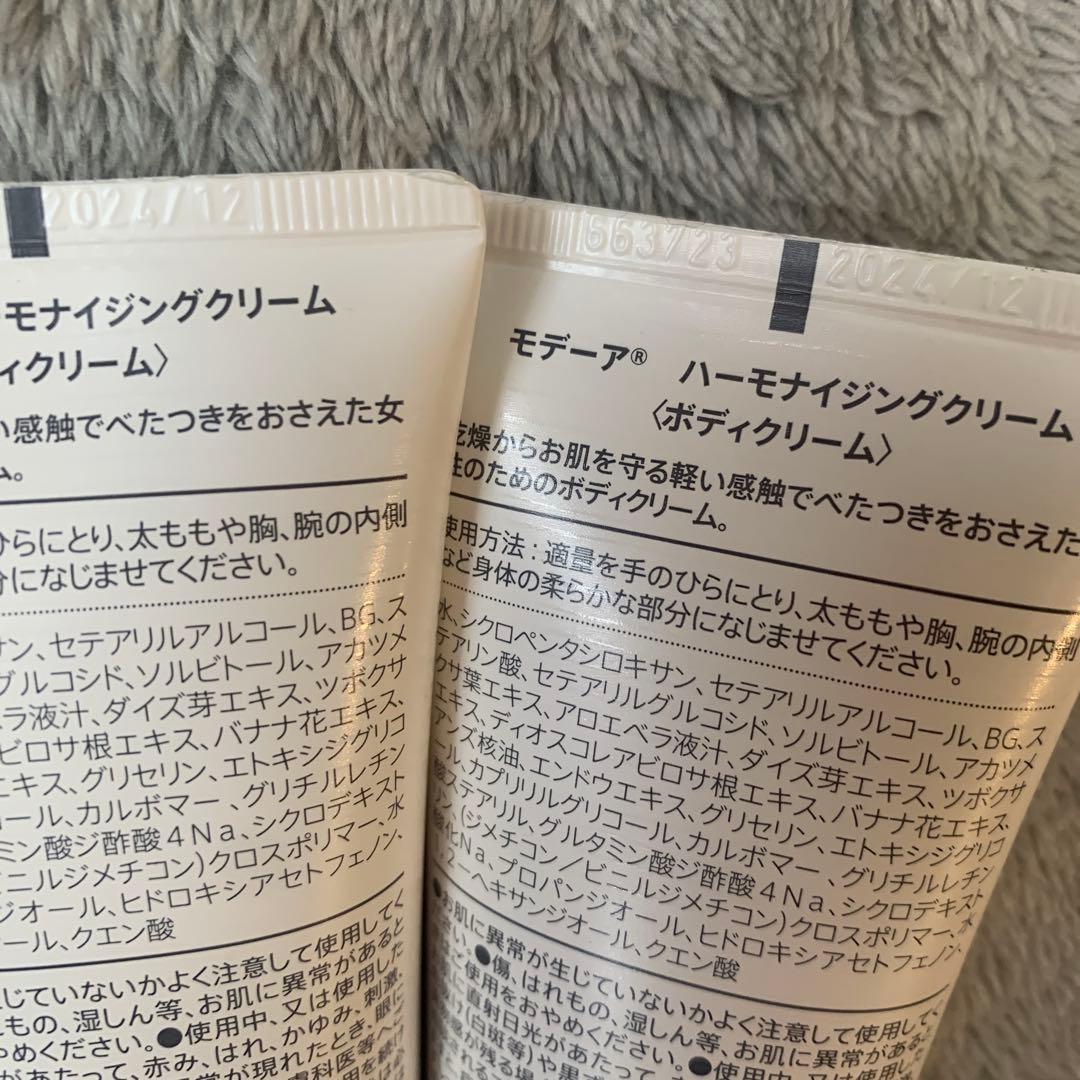 2024/12
ーモナイジングクリーム
ィクリーム〉
い感触でべたつきをおさえた女
ム。
ひらにとり、太ももや胸、腕の内側
分になじませてください。
サン、セテアリルアルコール、BG、ス
グルコシド、ソルビトール、アカツメ
ラ液汁、ダイズ芽エキス、ツボクサ
ビロサ根エキス、バナナ花エキス、
エキス、グリセリン、エトキシジグリコ
ール、カルボマー、グリチルレチン
ミン酸ジ酢酸4Na、シクロデキスト
ビニルジメチコン)クロスポリマー、水
ジオール、ヒドロキシアセトフェノン、
オール、クエン酸
じていないかよく注意して使用してく
もの、湿しん等、お肌に異常があると
やめください。●使用中、又は使用した
があたって、赤み、はれ、かゆみ、刺激、
663723
2024/12
モデーア® ハーモナイジングクリーム
〈ボディクリーム〉
乾燥からお肌を守る軽い感触でべたつきをおさえた
性のためのボディクリーム。
使用方法:適量を手のひらにとり、太ももや胸、腕の内側
など身体の柔らかな部分になじませてください。
水、シクロペンタシロキサン、セテアリルアルコール、BG、ス
テアリン酸、セテアリルグルコシド、ソルビトール、アカツメ
クサ葉エキス、アロエベラ液汁、ダイズ芽エキス、ツボクサ
エキス、ディオスコレアビロサ根エキス、バナナ花エキス、
アンズ核油、エンドウエキス、グリセリン、エトキシジグリコ
ール、カプリリルグリコール、カルボマー、グリチルレチン
酸ステアリル、グルタミン酸ジ酢酸4Na、シクロデキスト
リン、(ジメチコン/ビニルジメチコン)クロスポリマー、水
酸化Na、プロパンジオール、ヒドロキシアセトフェノン、
1,2-ヘキサンジオール、クエン酸
●お肌に異常が生じていないかよく注意して使用してく
さい。●傷、はれもの、湿しん等、お肌に異常があると
ご使用をおやめください。●使用中、又は使用
肌に直射日光があたって